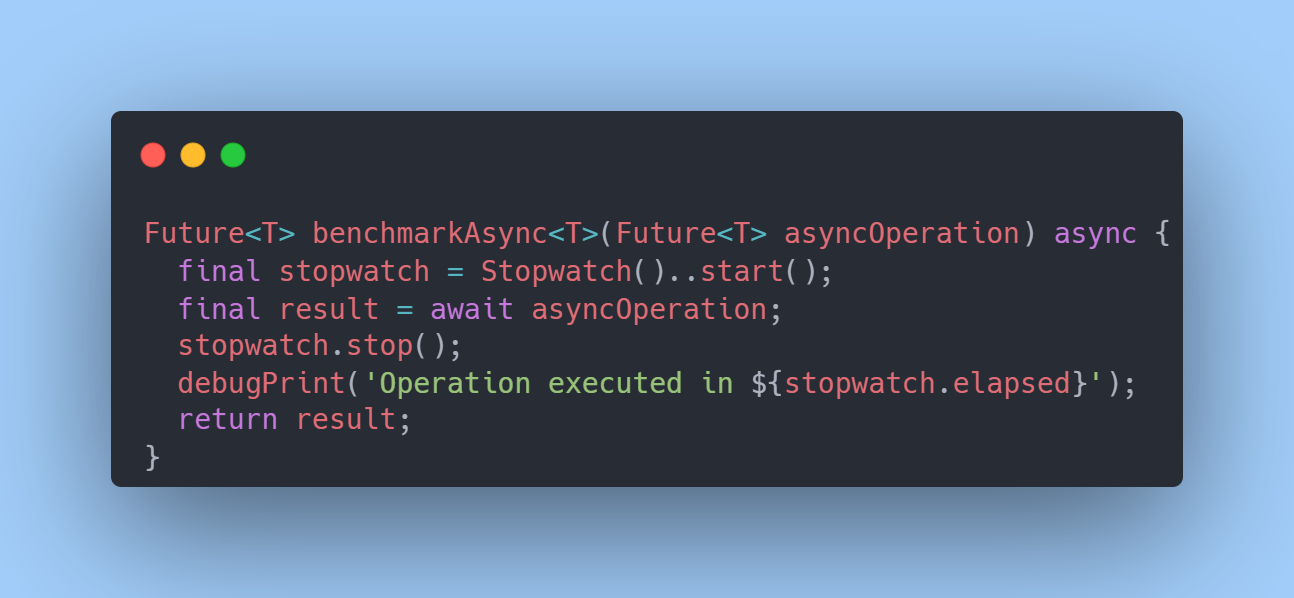 Future<T> benchmarkAsync<T>(Future<T> asyncOperation) async {
  final stopwatch = Stopwatch()..start();
  final result = await asyncOperation;
  stopwatch.stop();
  debugPrint('Operation executed in ${stopwatch.elapsed}');
  return result;
}